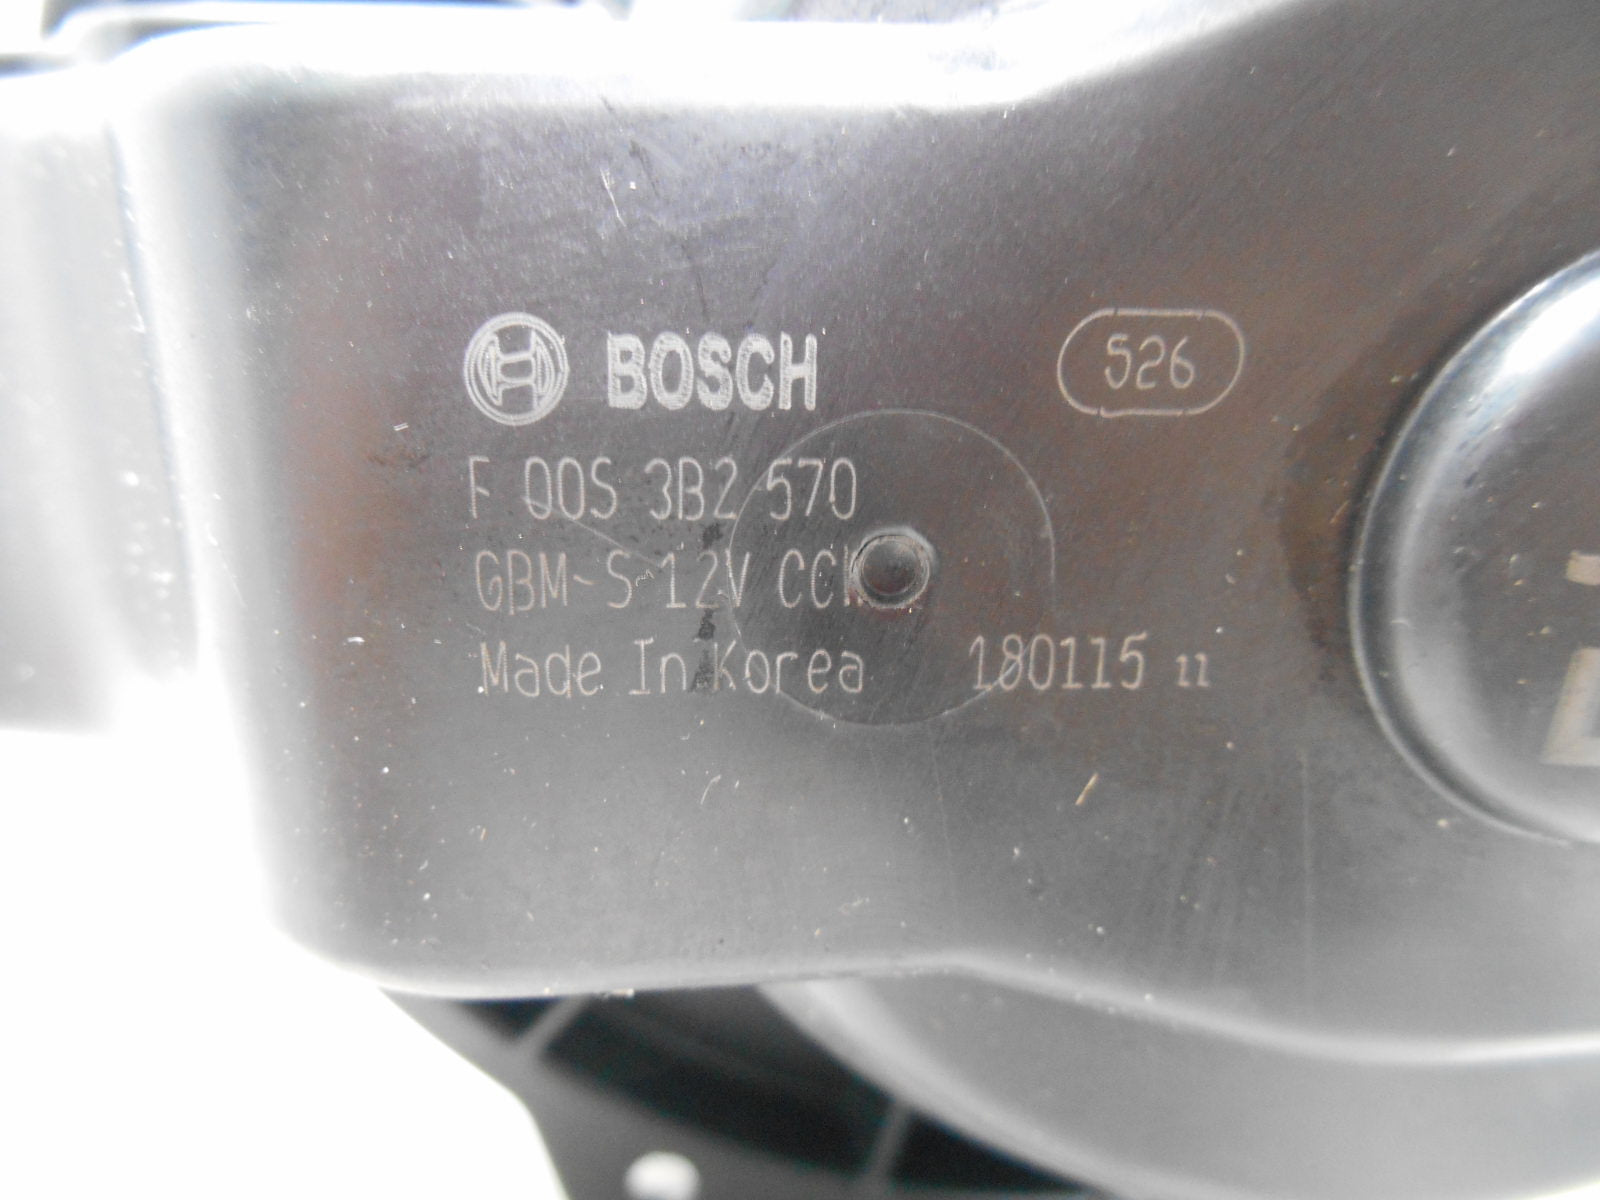 BOSCH 526
F 00S 3B2 570
GBM-S 12V
Made In Korea 180115 11